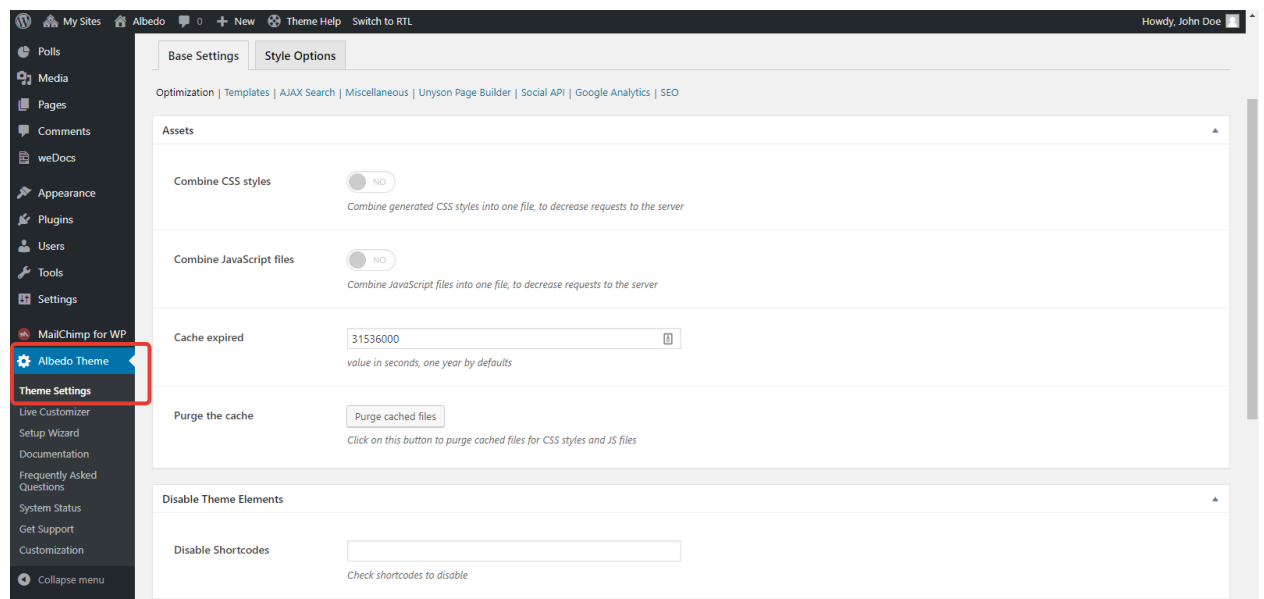 My Sites Albedo 0 New Theme Help Switch to RTL Howdy, John Doe
Polls
Media
Pages
Comments
weDocs
Appearance
Plugins
Users
Tools
Settings
MailChimp for WP
Albedo Theme
Theme Settings
Live Customizer
Setup Wizard
Documentation
Frequently Asked
Questions
System Status
Get Support
Customization
Collapse menu
Base Settings Style Options
Optimization | Templates | AJAX Search | Miscellaneous | Unyson Page Builder | Social API | Google Analytics | SEO
Assets
Combine CSS styles NO
Combine generated CSS styles into one file, to decrease requests to the server
Combine JavaScript files NO
Combine JavaScript files into one file, to decrease requests to the server
Cache expired 31536000
value in seconds, one year by defaults
Purge the cache Purge cached files
Click on this button to purge cached files for CSS styles and JS files
Disable Theme Elements
Disable Shortcodes
Check shortcodes to disable